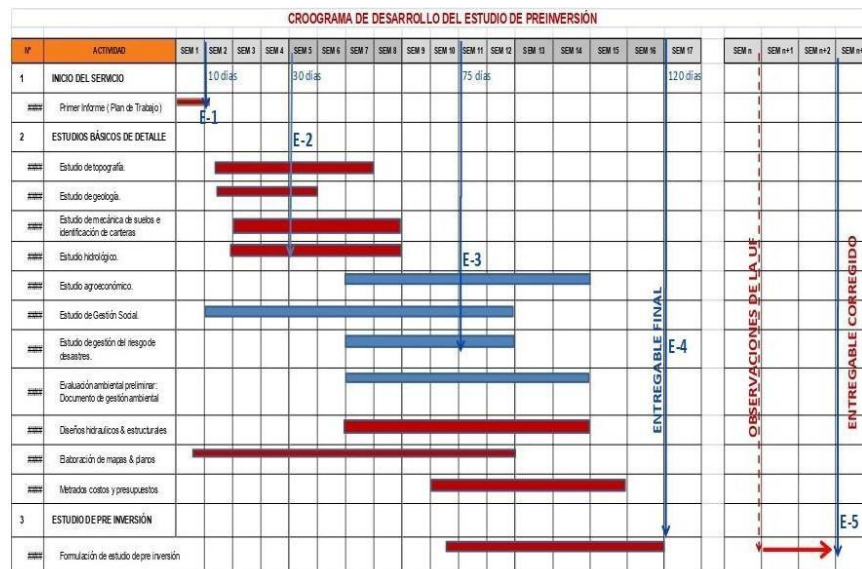 CROOGRAMA DE DESARROLLO DEL ESTUDIO DE PREINVERSIÓN
N° ACTIVIDAD SEM 1 SEM 2 SEM 3 SEM 4 SEM 5 SEM 6 SEM 7 SEM 8 SEM 9 SEM 10 SEM 11 SEM 12 SEM 13 SEM 14 SEM 15 SEM 16 SEM 17 SEM n SEM n+1 SEM n+2 SEM n+
1 INICIO DEL SERVICIO 10 dias 30 dias 75 dias 120 dias
#### Primer Informe ( Plan de Trabajo )
E-1
2 ESTUDIOS BÁSICOS DE DETALLE
E-2
#### Estudio de topografía.
#### Estudio de geología.
#### Estudio de mecánica de suelos e
identificación de carteras
#### Estudio hidrológico.
E-3
#### Estudio agroeconómico.
#### Estudio de Gestión Social.
#### Estudio de gestión del riesgo de
desastres.
E-4
#### Evaluación ambiental preliminar:
Documento de gestión ambiental
#### Diseños hidraulicos & estructurales
#### Elaboración de mapas & planos
#### Metrados costos y presupuestos
3 ESTUDIO DE PRE INVERSIÓN
E-5
#### Formulación de estudio de pre inversión
ENTREGABLE FINAL
OBSERVACIONES DE LA UF
ENTREGABLE CORREGIDO